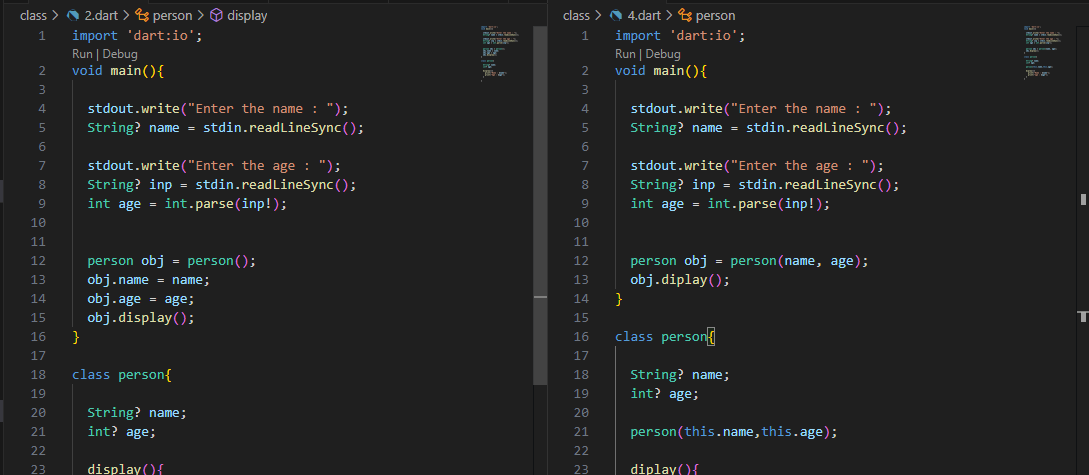 class > 2.dart > person > display
1 import 'dart:io';
Run | Debug
2 void main(){
3
4 stdout.write("Enter the name : ");
5 String? name = stdin.readLineSync();
6
7 stdout.write("Enter the age : ");
8 String? inp = stdin.readLineSync();
9 int age = int.parse(inp!);
10
11
12 person obj = person();
13 obj.name = name;
14 obj.age = age;
15 obj.display();
16 }
17
18 class person{
19
20 String? name;
21 int? age;
22
23 display(){
class > 4.dart > person
1 import 'dart:io';
Run | Debug
2 void main(){
3
4 stdout.write("Enter the name : ");
5 String? name = stdin.readLineSync();
6
7 stdout.write("Enter the age : ");
8 String? inp = stdin.readLineSync();
9 int age = int.parse(inp!);
10
11
12 person obj = person(name, age);
13 obj.diplay();
14 }
15
16 class person{
17
18 String? name;
19 int? age;
20
21 person(this.name,this.age);
22
23 diplay(){